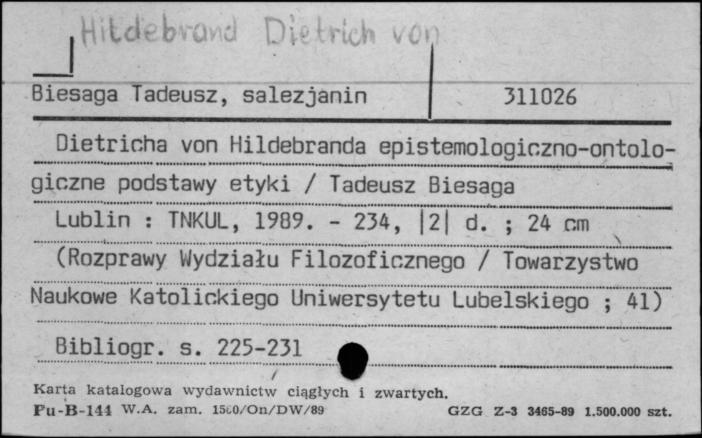 Hildebrand Dietrich von
Biesaga Tadeusz, salezjanin 311026
Dietricha von Hildebranda epistemologiczno-ontolo-
giczne podstawy etyki / Tadeusz Biesaga
Lublin : TNKUL, 1989. - 234, |2| d. ; 24 cm
(Rozprawy Wydziału Filozoficznego / Towarzystwo
Naukowe Katolickiego Uniwersytetu Lubelskiego ; 41)
Bibliogr. s. 225-231
Karta katalogowa wydawnictw ciągłych i zwartych.
Pu-B-144 W.A. zam. /On/DW/89 GZG Z-3 3465-89 1.500.000 szt.